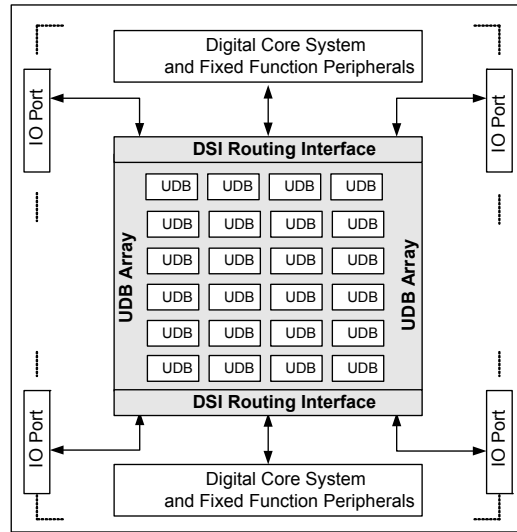 Digital Core System
and Fixed Function Peripherals
IO Port
IO Port
DSI Routing Interface
UDB UDB UDB UDB
UDB UDB UDB UDB
UDB UDB UDB UDB
UDB UDB UDB UDB
UDB UDB UDB UDB
UDB UDB UDB UDB
UDB Array
UDB Array
DSI Routing Interface
IO Port
IO Port
Digital Core System
and Fixed Function Peripherals